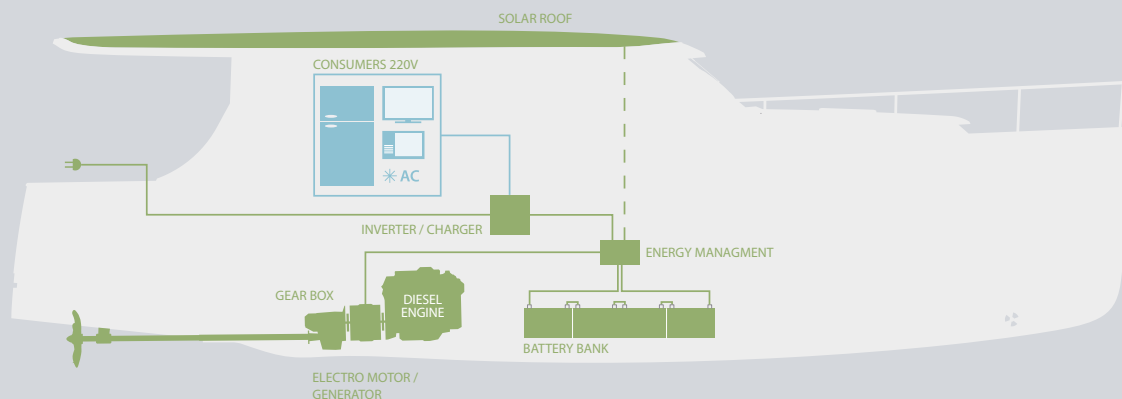 SOLAR ROOF
CONSUMERS 220V
AC
INVERTER / CHARGER
ENERGY MANAGMENT
GEAR BOX
DIESEL
ENGINE
BATTERY BANK
ELECTRO MOTOR /
GENERATOR